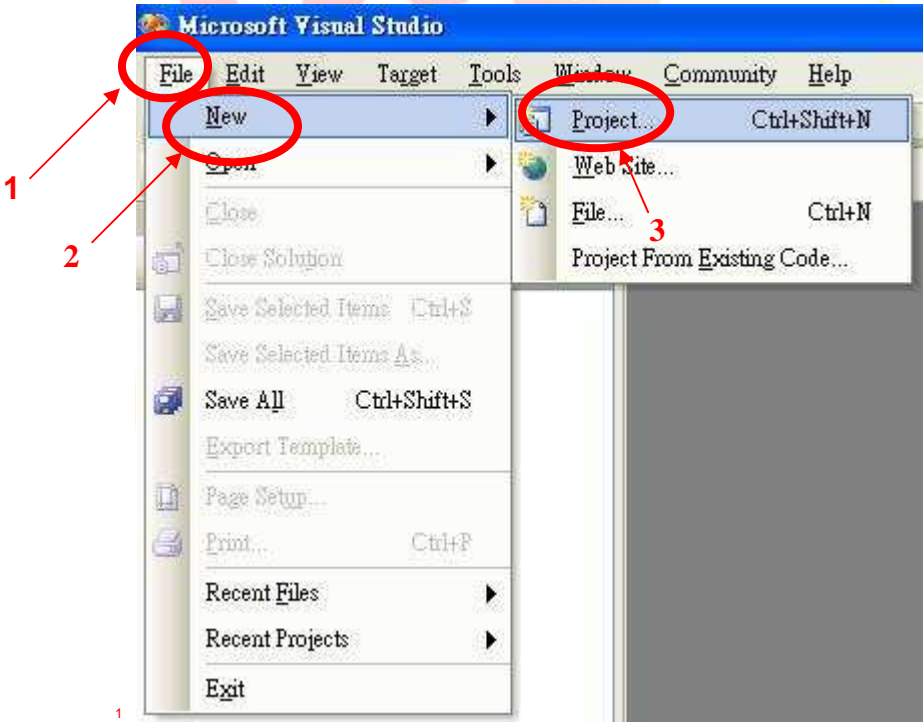 Microsoft Visual Studio
File Edit View Target Tools Window Community Help
1
New
Project... Ctrl+Shift+N
2
Open
Web Site...
3
Close
File... Ctrl+N
Close Solution
Project From Existing Code...
Save Selected Items Ctrl+S
Save Selected Items As...
Save All Ctrl+Shift+S
Export Template...
Page Setup...
Print... Ctrl+P
Recent Files
Recent Projects
Exit
1